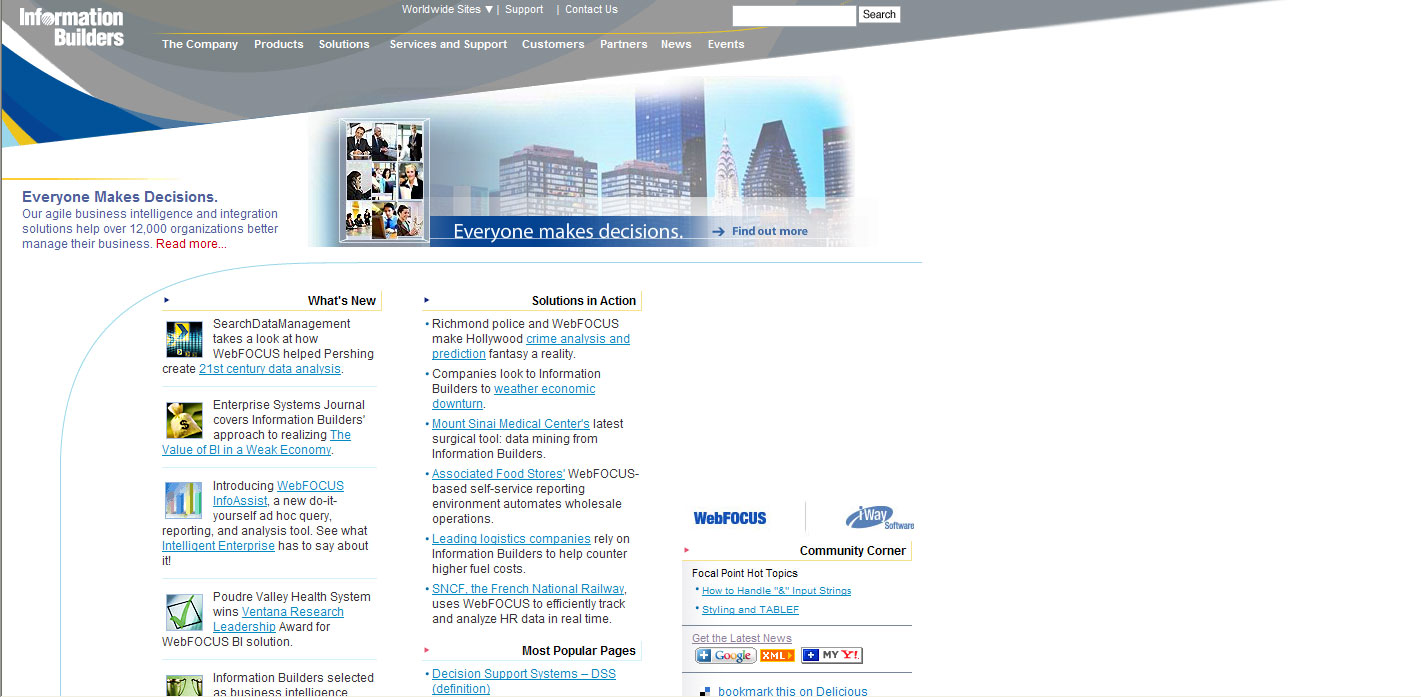 Information
Builders
Worldwide Sites ▼ | Support | Contact Us
Search
The Company Products Solutions Services and Support Customers Partners News Events
Everyone Makes Decisions.
Our agile business intelligence and integration
solutions help over 12,000 organizations better
manage their business. Read more...
Everyone makes decisions. → Find out more
What's New
SearchDataManagement
takes a look at how
WebFOCUS helped Pershing
create 21st century data analysis.
Enterprise Systems Journal
covers Information Builders'
approach to realizing The
Value of BI in a Weak Economy.
Introducing WebFOCUS
InfoAssist, a new do-it-
yourself ad hoc query,
reporting, and analysis tool. See what
Intelligent Enterprise has to say about
it!
Poudre Valley Health System
wins Ventana Research
Leadership Award for
WebFOCUS BI solution.
Information Builders selected
as business intelligence
Solutions in Action
• Richmond police and WebFOCUS
make Hollywood crime analysis and
prediction fantasy a reality.
• Companies look to Information
Builders to weather economic
downturn.
• Mount Sinai Medical Center's latest
surgical tool: data mining from
Information Builders.
• Associated Food Stores' WebFOCUS-
based self-service reporting
environment automates wholesale
operations.
• Leading logistics companies rely on
Information Builders to help counter
higher fuel costs.
• SNCF, the French National Railway,
uses WebFOCUS to efficiently track
and analyze HR data in real time.
Most Popular Pages
• Decision Support Systems – DSS
(definition)
WebFOCUS
iWay
Software
Community Corner
Focal Point Hot Topics
• How to Handle "&" Input Strings
• Styling and TABLEF
Get the Latest News
Google XML MY Y!
bookmark this on Delicious